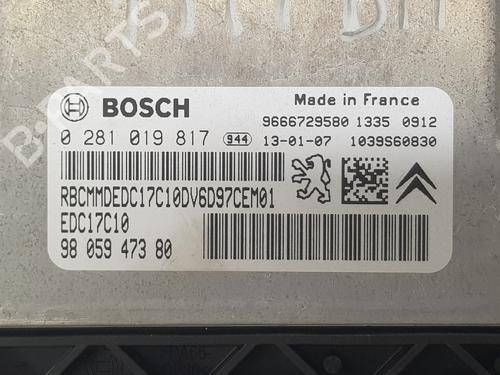 B-PARTS
BOSCH
Made in France
9666729580 1335 0912
0 281 019 817 944 13-01-07 1039S60830
RBCMMDEDC17C10DV6D97CEM01
EDC17C10
98 059 473 80